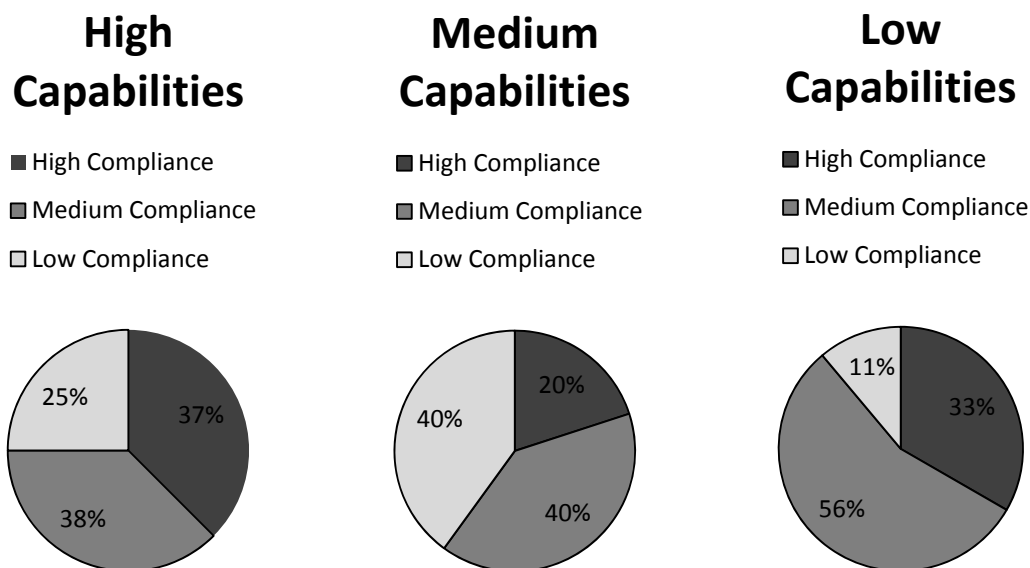 High
Capabilities
High Compliance
Medium Compliance
Low Compliance
25%
37%
38%
Medium
Capabilities
High Compliance
Medium Compliance
Low Compliance
20%
40%
40%
Low
Capabilities
High Compliance
Medium Compliance
Low Compliance
11%
33%
56%